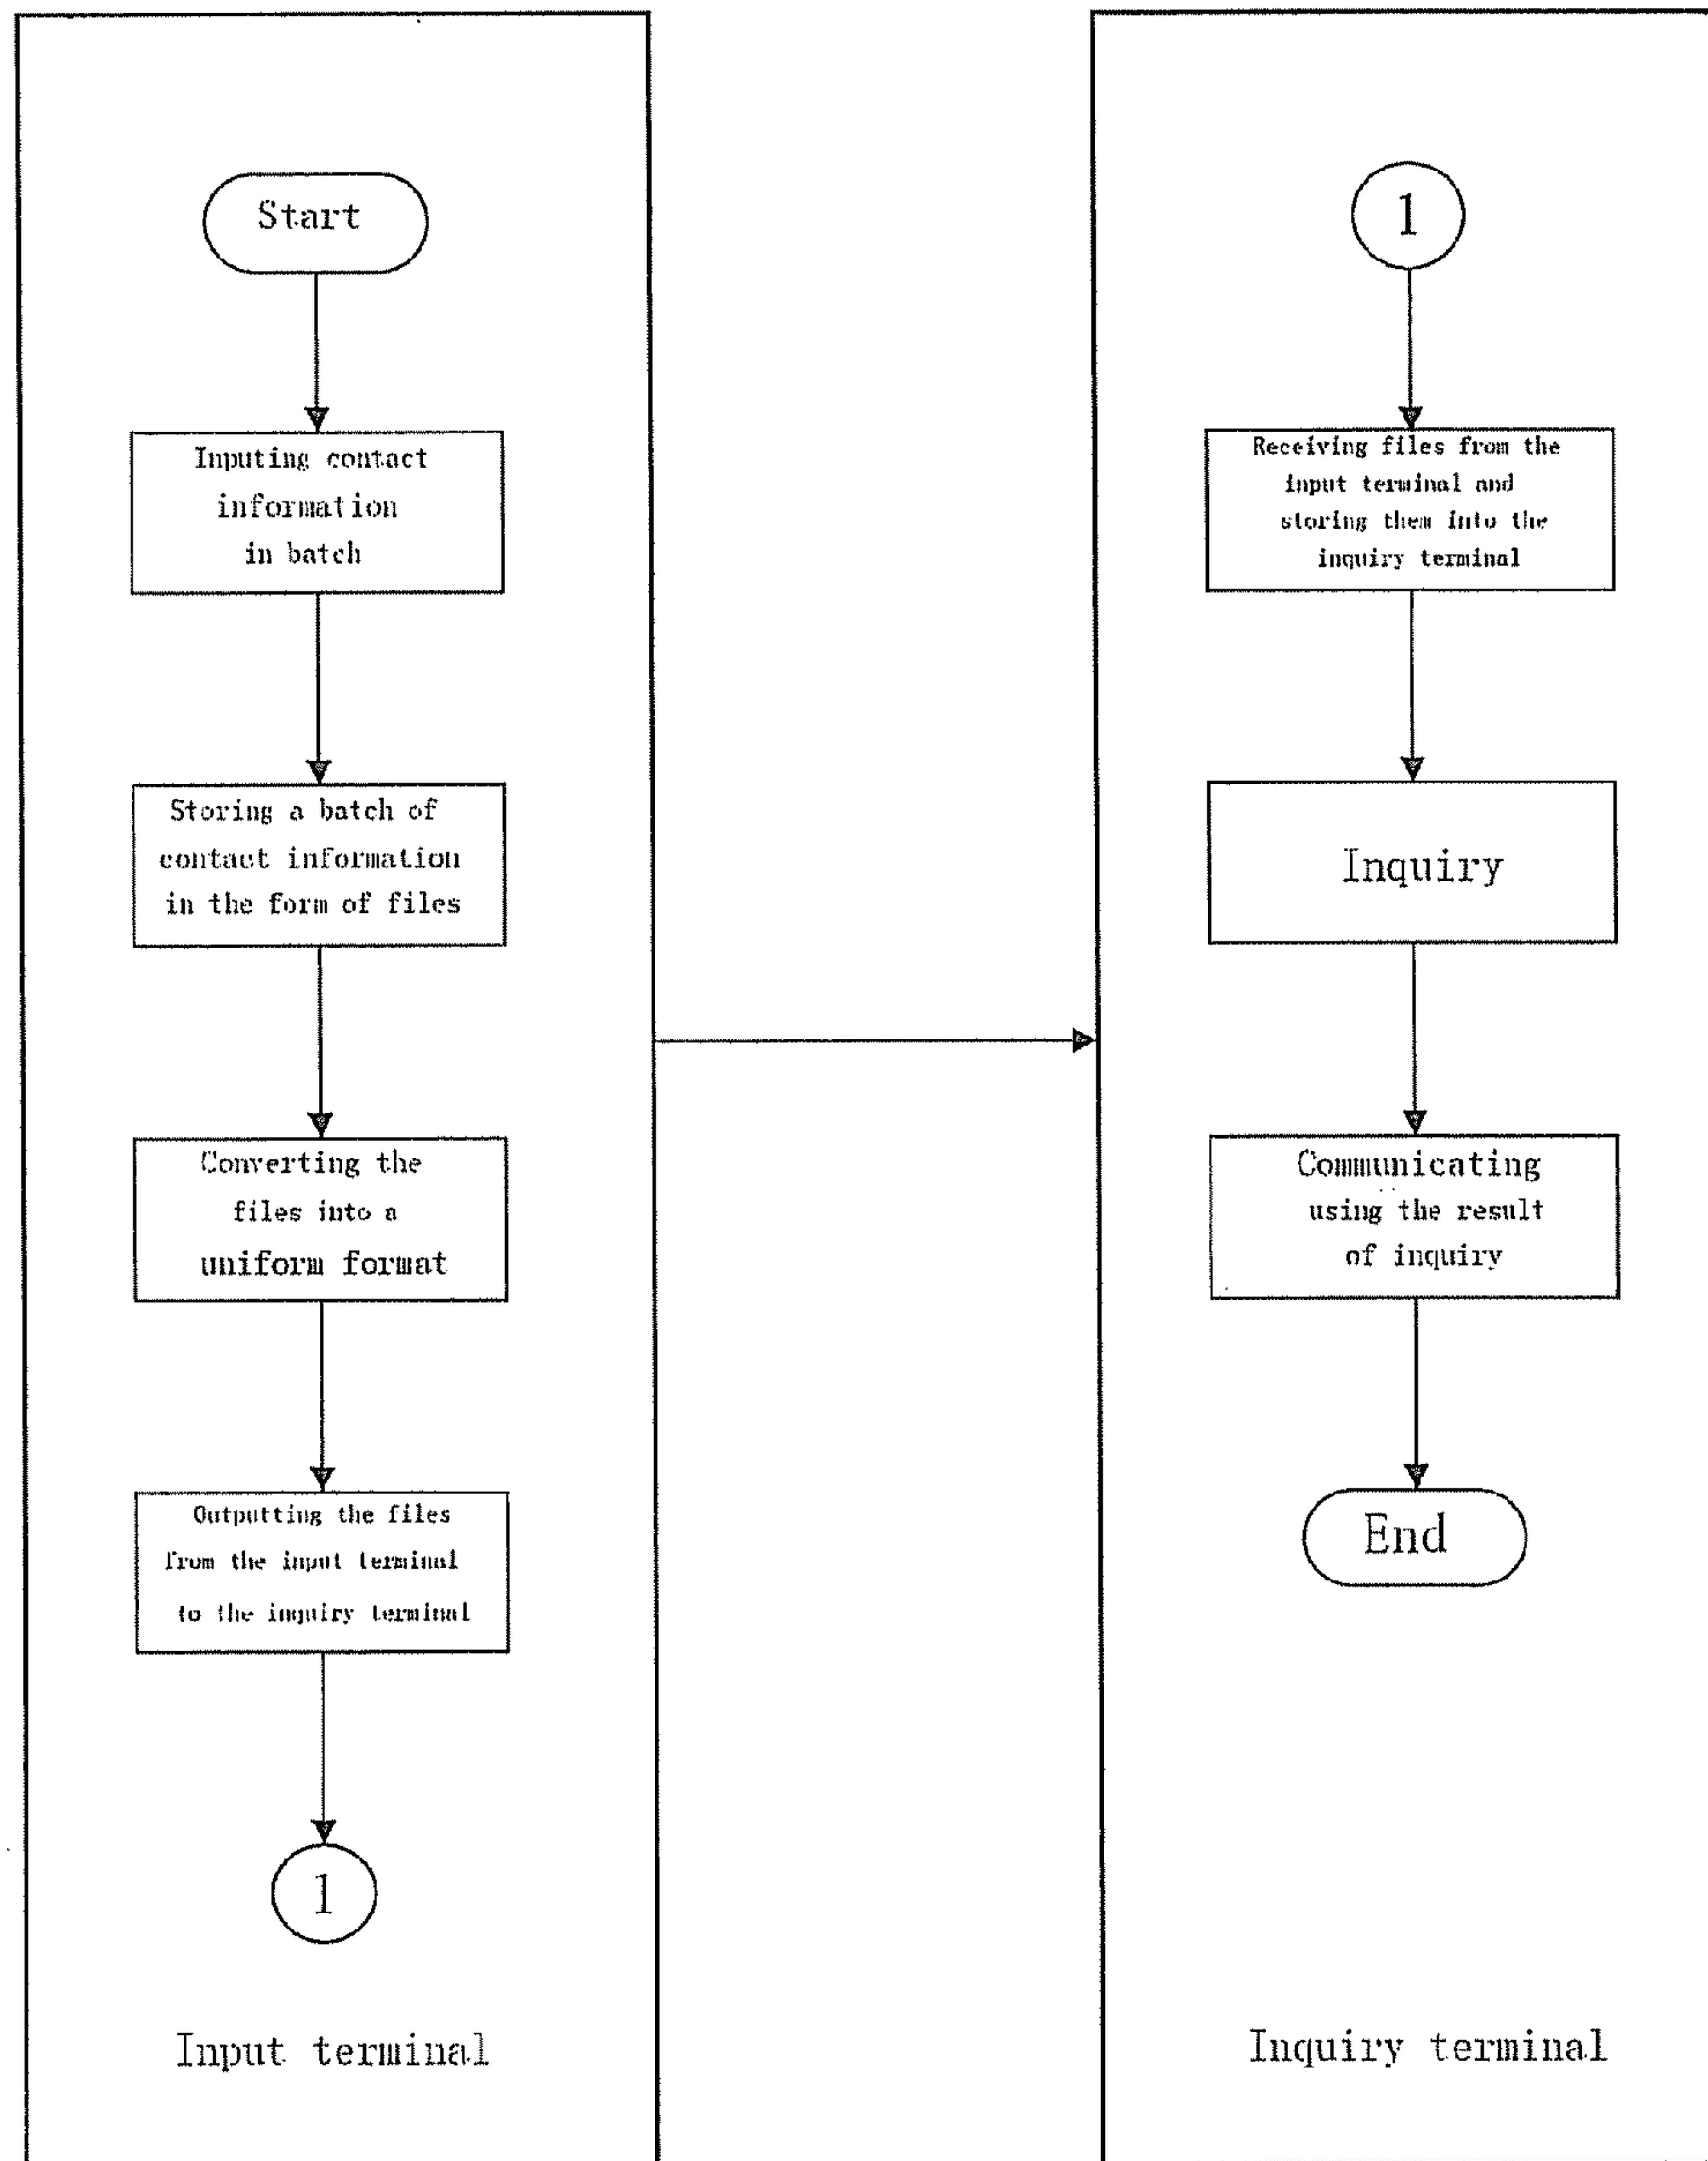 Start
Inputing contact
information
in batch
Storing a batch of
contact information
in the form of files
Converting the
files into a
uniform format
Outputting the files
from the input terminal
to the inquiry terminal
1
Input terminal
1
Receiving files from the
input terminal and
storing them into the
inquiry terminal
Inquiry
Communicating
using the result
of inquiry
End
Inquiry terminal